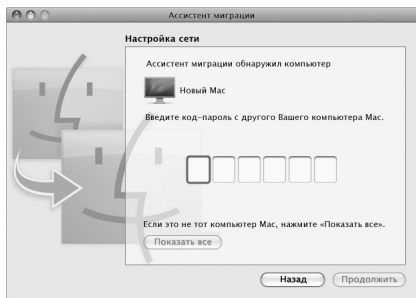 Ассистент миграции
Настройка сети
Ассистент миграции обнаружил компьютер
Новый Mac
Введите код-пароль с другого Вашего компьютера Mac.
Если это не тот компьютер Mac, нажмите «Показать все».
Показать все
Назад
Продолжить